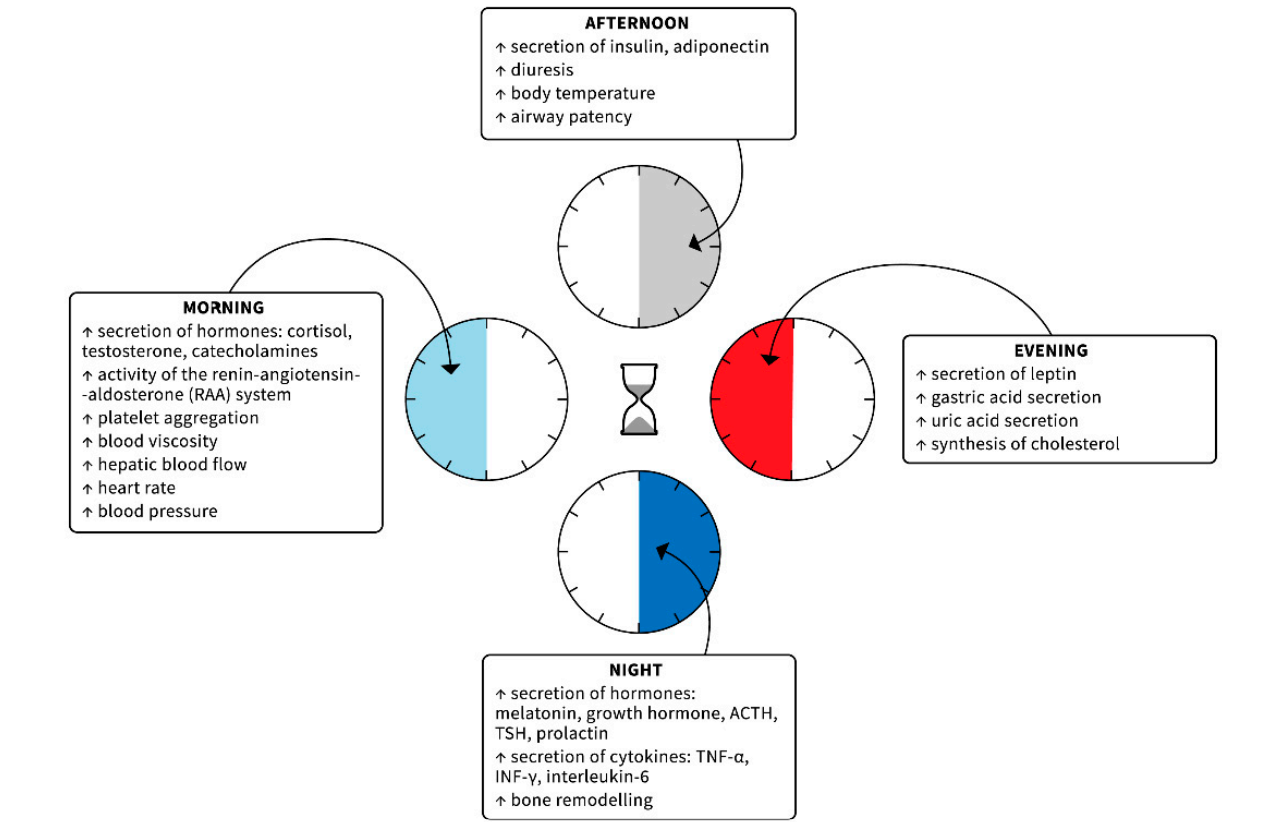 AFTERNOON
↑ secretion of insulin, adiponectin
↑ diuresis
↑ body temperature
↑ airway patency
MORNING
↑ secretion of hormones: cortisol,
testosterone, catecholamines
↑ activity of the renin-angiotensin-
-aldosterone (RAA) system
↑ platelet aggregation
↑ blood viscosity
↑ hepatic blood flow
↑ heart rate
↑ blood pressure
EVENING
↑ secretion of leptin
↑ gastric acid secretion
↑ uric acid secretion
↑ synthesis of cholesterol
NIGHT
↑ secretion of hormones:
melatonin, growth hormone, ACTH,
TSH, prolactin
↑ secretion of cytokines: TNF-α,
INF-γ, interleukin-6
↑ bone remodelling